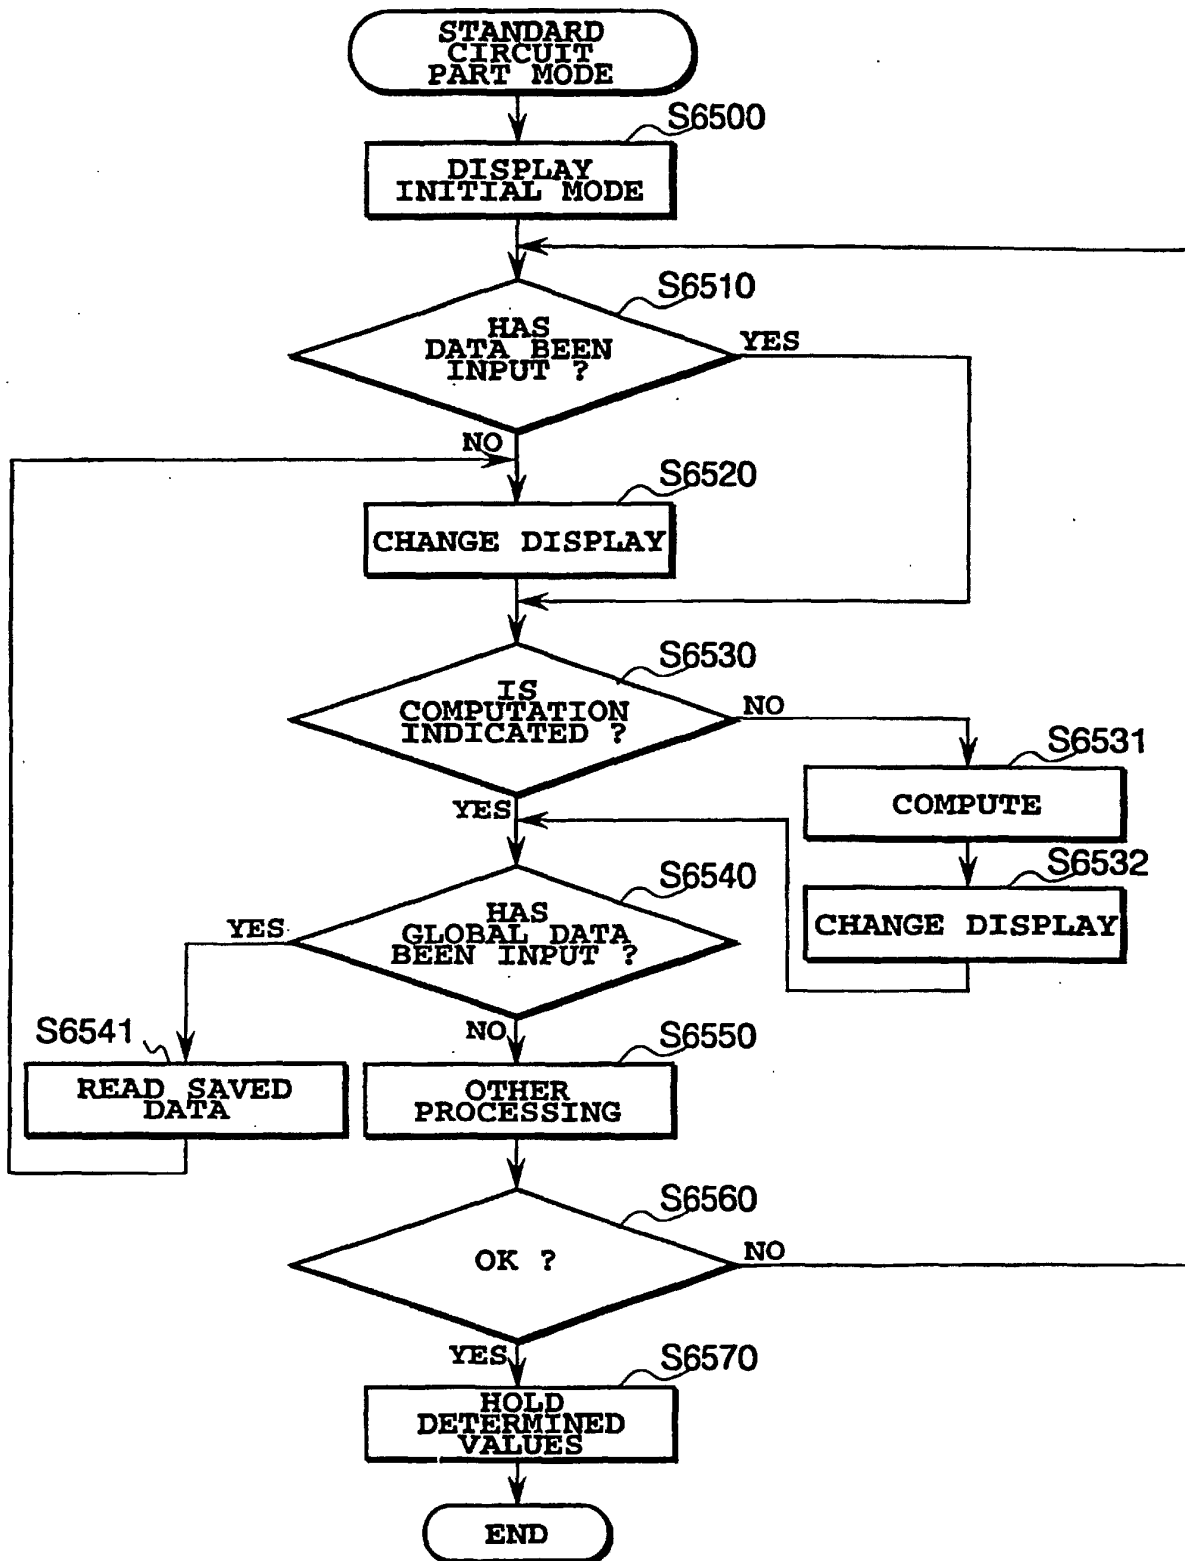 STANDARD
CIRCUIT
PART MODE
S6500
DISPLAY
INITIAL MODE
S6510
HAS
DATA BEEN
INPUT ?
YES
NO
S6520
CHANGE DISPLAY
S6530
IS
COMPUTATION
INDICATED ?
NO
S6531
COMPUTE
YES
S6532
CHANGE DISPLAY
S6540
HAS
GLOBAL DATA
BEEN INPUT ?
YES
S6541
READ SAVED
DATA
NO
S6550
OTHER
PROCESSING
S6560
OK ?
NO
YES
S6570
HOLD
DETERMINED
VALUES
END